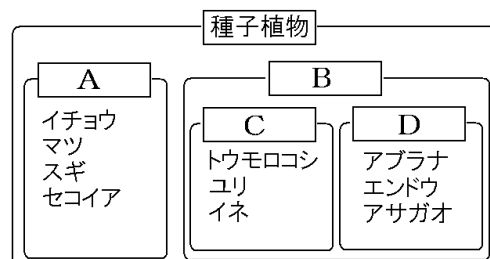 種子植物
A
イチョウ
マツ
スギ
セコイア
B
C
トウモロコシ
ユリ
イネ
D
アブラナ
エンドウ
アサガオ